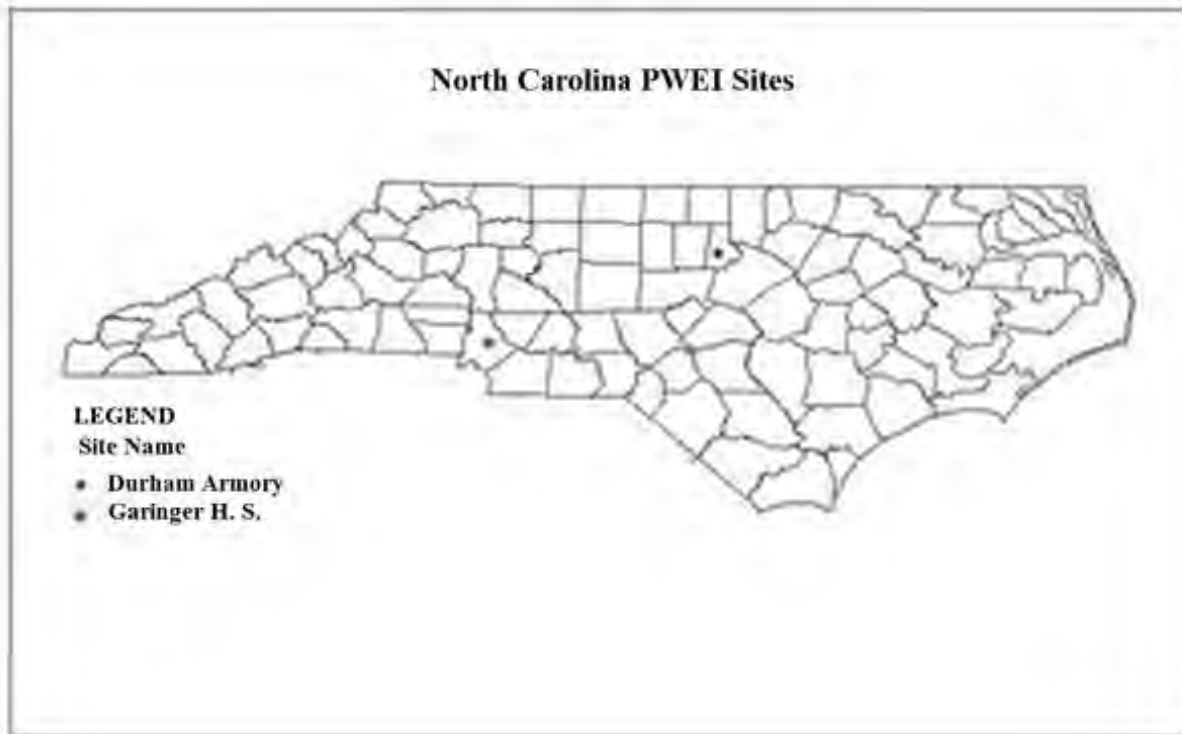 North Carolina PWEI Sites
LEGEND
Site Name
Durham Armory
Garinger H. S.